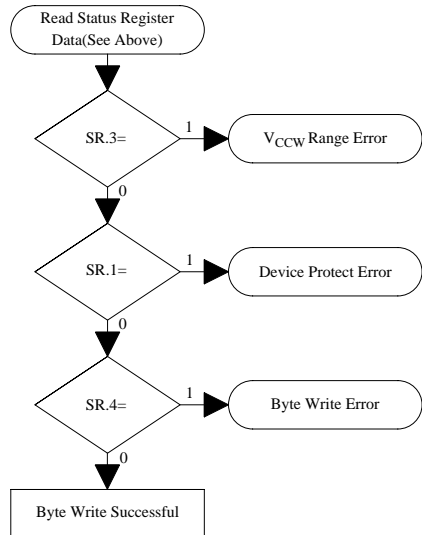 Read Status Register
Data(See Above)
SR.3=
1
VCCW Range Error
0
SR.1=
1
Device Protect Error
0
SR.4=
1
Byte Write Error
0
Byte Write Successful